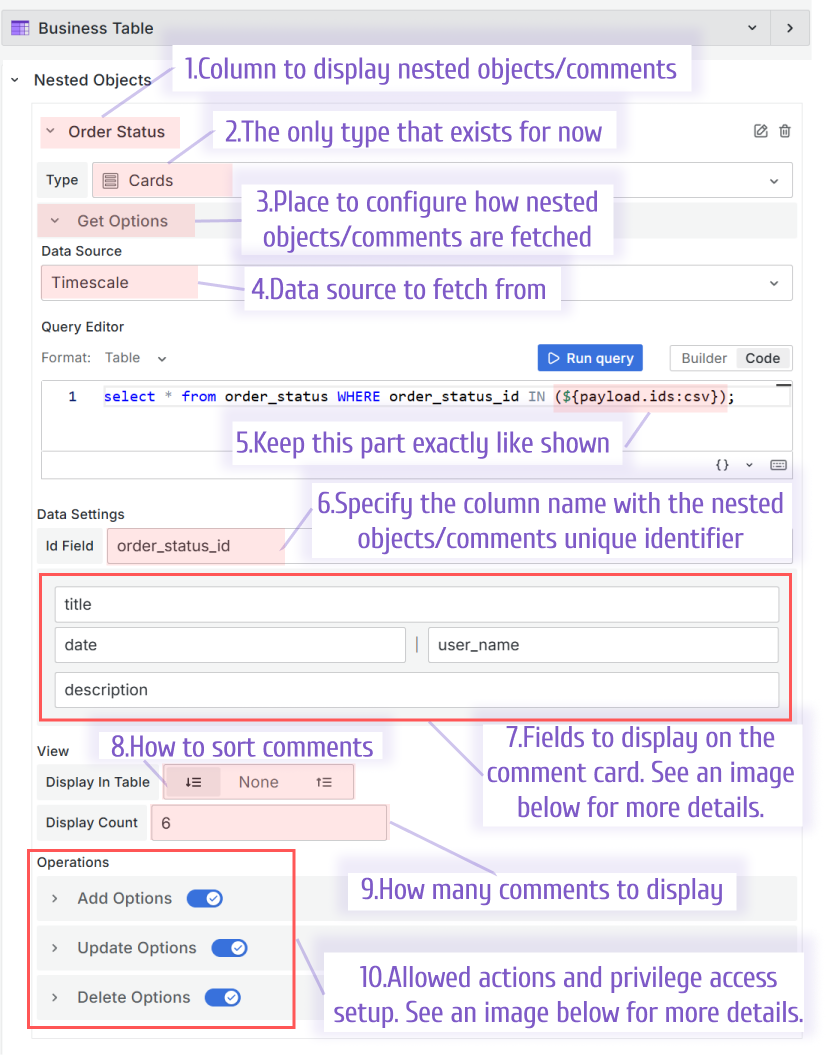 Business Table
Nested Objects
1.Column to display nested objects/comments
Order Status
2.The only type that exists for now
Type
Cards
3.Place to configure how nested
objects/comments are fetched
Get Options
Data Source
Timescale
4.Data source to fetch from
Query Editor
Format: Table
Run query
Builder Code
1 select * from order_status WHERE order_status_id IN (${payload.ids:csv});
5.Keep this part exactly like shown
{}
6.Specify the column name with the nested
objects/comments unique identifier
Data Settings
Id Field order_status_id
title
date | user_name
description
7.Fields to display on the
comment card. See an image
below for more details.
View
8.How to sort comments
Display In Table None
Display Count 6
9.How many comments to display
Operations
Add Options
Update Options
Delete Options
10.Allowed actions and privilege access
setup. See an image below for more details.